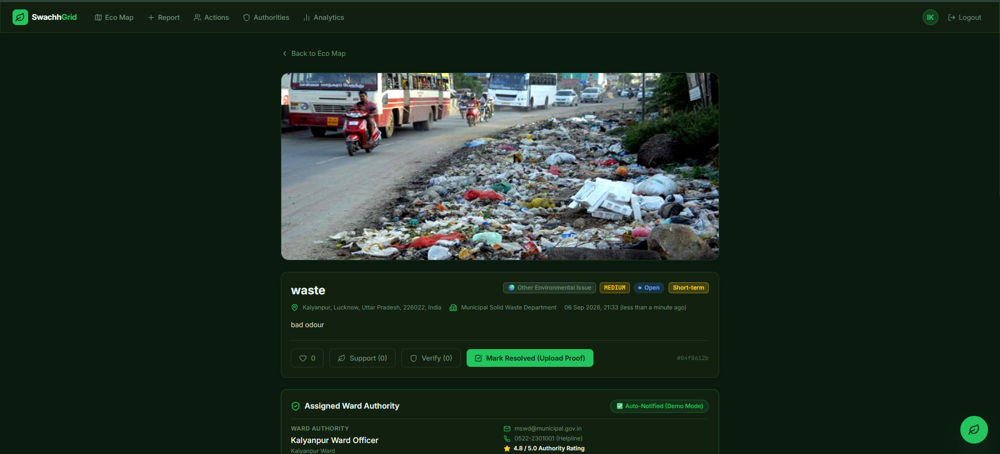 SwachhGrid
Eco Map
Report
Actions
Authorities
Analytics
IK
Logout
Back to Eco Map
waste
Other Environmental Issue
MEDIUM
Open
Short-term
Kalyanpur, Lucknow, Uttar Pradesh, 226022, India
Municipal Solid Waste Department
06 Sep 2026, 21:33 (less than a minute ago)
bad odour
0
Support (0)
Verify (0)
Mark Resolved (Upload Proof)
#04f8612b
Assigned Ward Authority
Auto-Notified (Demo Mode)
WARD AUTHORITY
Kalyanpur Ward Officer
Kalyanpur Ward
mswd@municipal.gov.in
0522-2301001 (Helpline)
4.8 / 5.0 Authority Rating